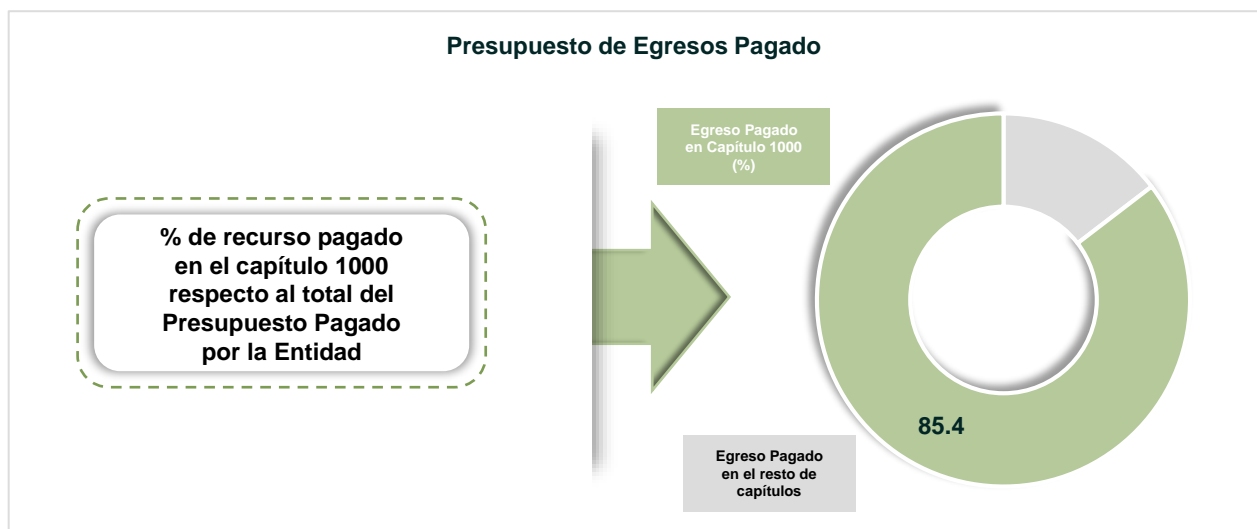 Presupuesto de Egresos Pagado
Egreso Pagado
en Capítulo 1000
(%)
% de recurso pagado
en el capítulo 1000
respecto al total del
Presupuesto Pagado
por la Entidad
85.4
Egreso Pagado
en el resto de
capítulos